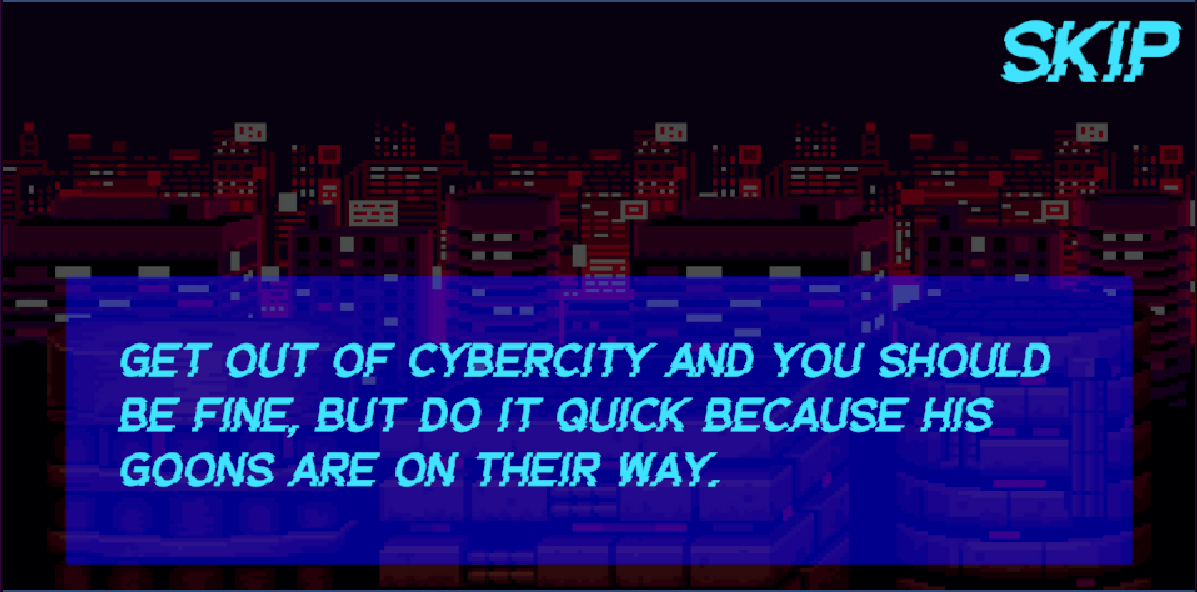 SKIP
GET OUT OF CYBERCITY AND YOU SHOULD
BE FINE, BUT DO IT QUICK BECAUSE HIS
GOONS ARE ON THEIR WAY.